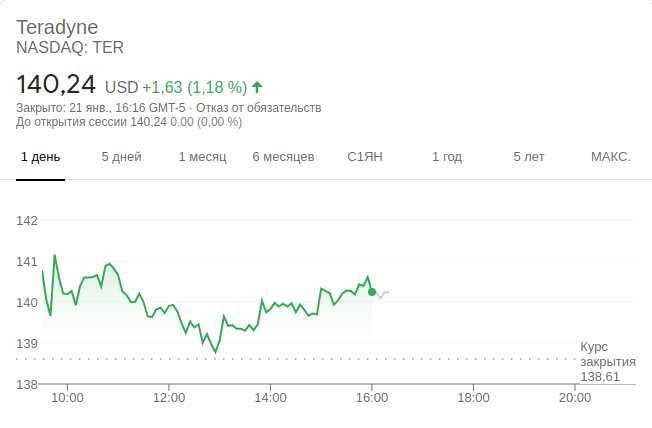 Teradyne
NASDAQ: TER
140,24 USD +1,63 (1,18 %)
Закрыто: 21 янв., 16:16 GMT-5 · Отказ от обязательств
До открытия сессии 140,24 0,00 (0,00 %)
1 день 5 дней 1 месяц 6 месяцев С1ЯН 1 год 5 лет МАКС.
142
141
140
139
Курс
закрытия
138,61
138
10:00 12:00 14:00 16:00 18:00 20:00